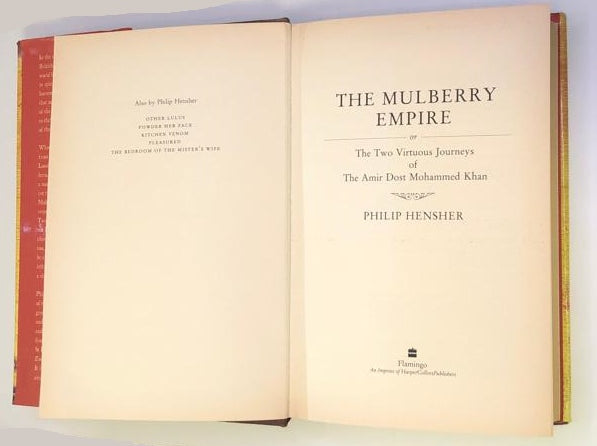 Also by Philip Hensher
OTHER LULUS
POWDER HER FACE
KITCHEN VENOM
PLEASURED
THE BEDROOM OF THE MISTER'S WIFE
THE MULBERRY
EMPIRE
or
The Two Virtuous Journeys
of
The Amir Dost Mohammed Khan
PHILIP HENSHER
Flamingo
An Imprint of HarperCollinsPublishers